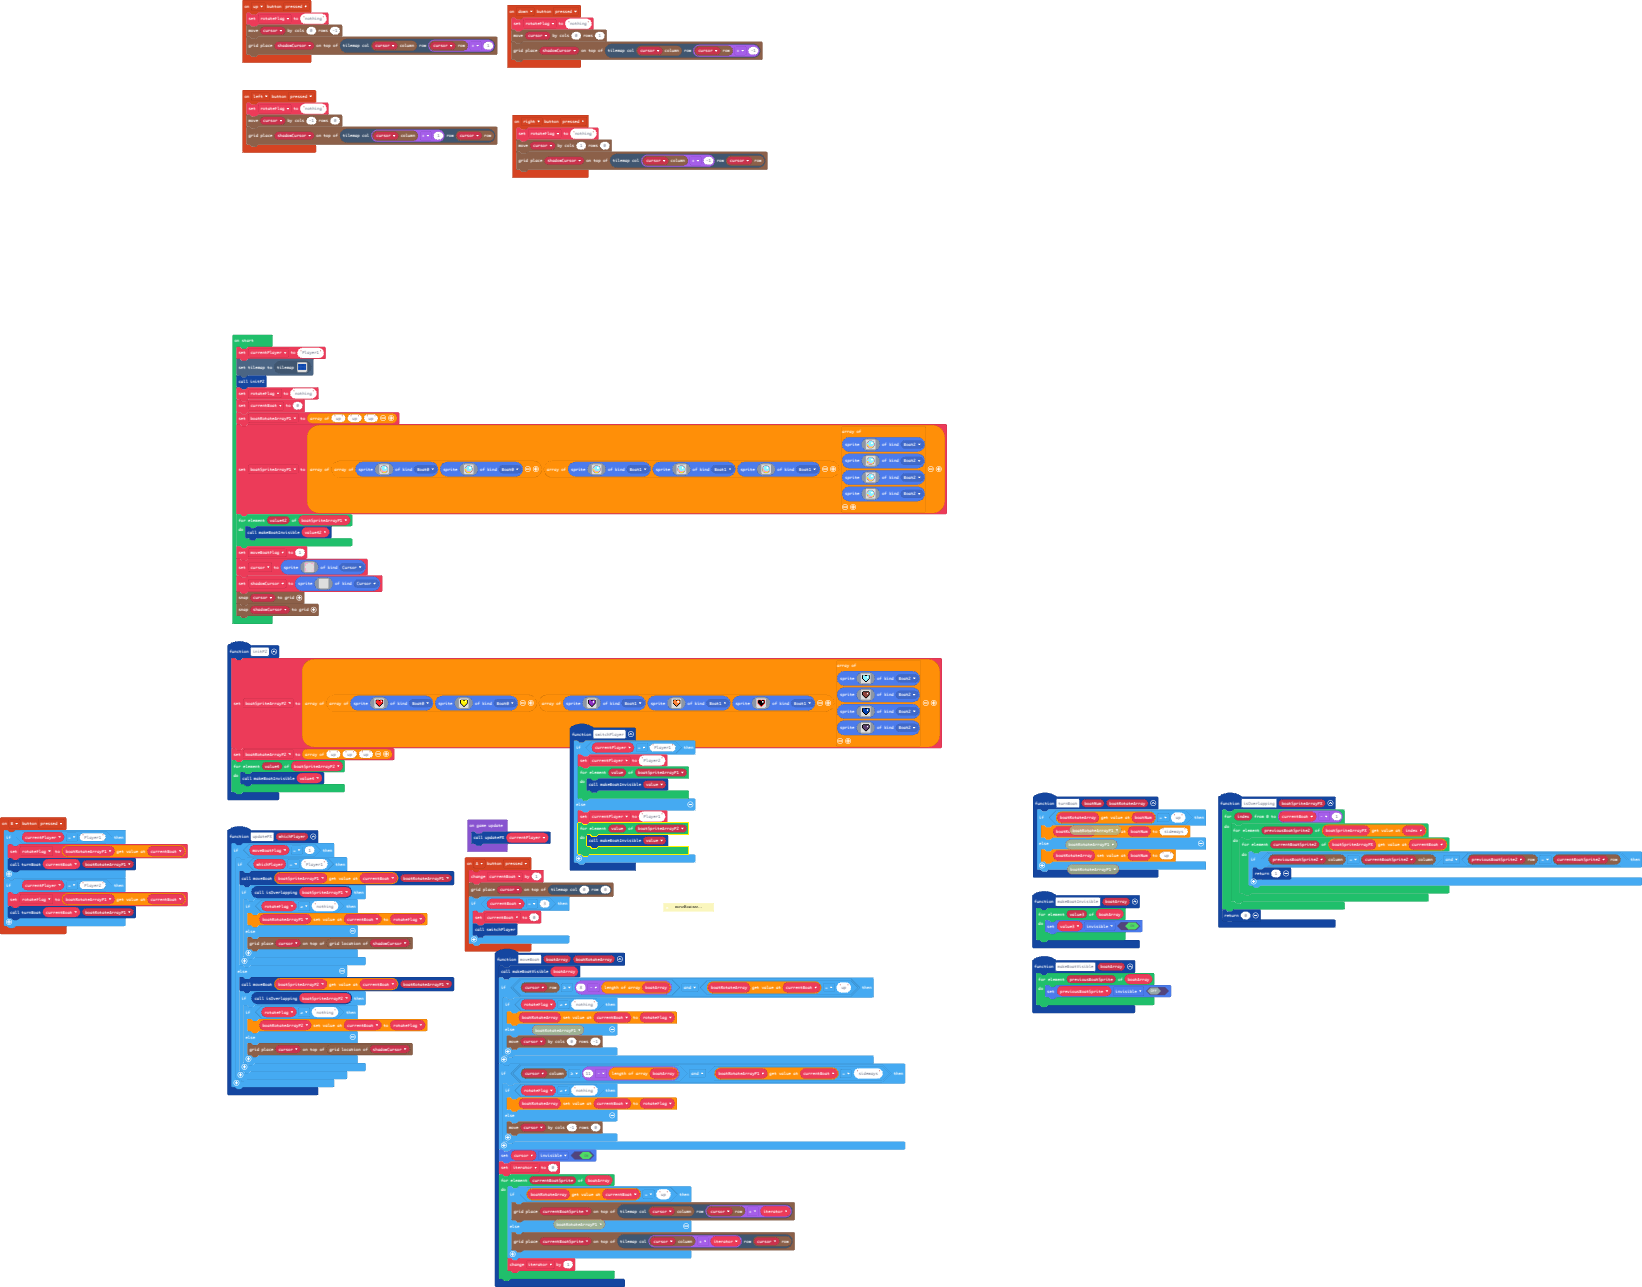 on up button pressed
set rotateFlag to "nothing"
move cursor by cols 0 rows -1
grid place shadowCursor on top of tilemap col cursor column row cursor row + 1
on down button pressed
set rotateFlag to "nothing"
move cursor by cols 0 rows 1
grid place shadowCursor on top of tilemap col cursor column row cursor row + -1
on left button pressed
set rotateFlag to "nothing"
move cursor by cols -1 rows 0
grid place shadowCursor on top of tilemap col cursor column + 1 row cursor row
on right button pressed
set rotateFlag to "nothing"
move cursor by cols 1 rows 0
grid place shadowCursor on top of tilemap col cursor column + -1 row cursor row
on start
set currentPlayer to "Player1"
set tilemap to tilemap
call initP2
set rotateFlag to "nothing"
set currentBoat to 0
set boatRotateArrayP1 to array of up up up
set boatSpriteArrayP1 to array of array of sprite of kind Boat0 sprite of kind Boat0 array of sprite of kind Boat1 sprite of kind Boat1 sprite of kind Boat1
array of
sprite of kind Boat2
sprite of kind Boat2
sprite of kind Boat2
sprite of kind Boat2
for element value42 of boatSpriteArrayP1
do call makeBoatInvisible value42
set moveBoatFlag to 1
set cursor to sprite of kind Cursor
set shadowCursor to sprite of kind Cursor
snap cursor to grid
snap shadowCursor to grid
function initP2
set boatSpriteArrayP2 to array of array of sprite of kind Boat0 sprite of kind Boat0 array of sprite of kind Boat1 sprite of kind Boat1 sprite of kind Boat1
array of
sprite of kind Boat2
sprite of kind Boat2
sprite of kind Boat2
sprite of kind Boat2
set boatRotateArrayP2 to array of up up up
for element value4 of boatSpriteArrayP2
do call makeBoatInvisible value4
function switchPlayer
if currentPlayer = "Player1" then
set currentPlayer to "Player2"
for element value of boatSpriteArrayP1
do call makeBoatInvisible value
else
set currentPlayer to "Player1"
for element value of boatSpriteArrayP2
do call makeBoatInvisible value
on B button pressed
if currentPlayer = "Player1" then
set rotateFlag to boatRotateArrayP1 get value at currentBoat
call turnBoat currentBoat boatRotateArrayP1
if currentPlayer = "Player2" then
set rotateFlag to boatRotateArrayP2 get value at currentBoat
call turnBoat currentBoat boatRotateArrayP2
function updatePX whichPlayer
if moveBoatFlag = 1 then
if whichPlayer = "Player1" then
call moveBoat boatSpriteArrayP1 get value at currentBoat boatRotateArrayP1
if call isOverlapping boatSpriteArrayP1 then
if rotateFlag ≠ "nothing" then
boatRotateArrayP1 set value at currentBoat to rotateFlag
else
grid place cursor on top of grid location of shadowCursor
else
call moveBoat boatSpriteArrayP2 get value at currentBoat boatRotateArrayP2
if call isOverlapping boatSpriteArrayP2 then
if rotateFlag ≠ "nothing" then
boatRotateArrayP2 set value at currentBoat to rotateFlag
else
grid place cursor on top of grid location of shadowCursor
on game update
call updatePX currentPlayer
on A button pressed
change currentBoat by 1
grid place cursor on top of tilemap col 0 row 0
if currentBoat = 3 then
set currentBoat to 0
call switchPlayer
function moveBoat boatArray boatRotateArray
call makeBoatVisible boatArray
if cursor row length of array boatArray and boatRotateArray get value at currentBoat = up then
if rotateFlag ≠ "nothing" then
boatRotateArray set value at currentBoat to rotateFlag
else boatRotateArrayP1
move cursor by cols 0 rows -1
if cursor column length of array boatArray and boatRotateArrayP1 get value at currentBoat = sideways then
if rotateFlag ≠ "nothing" then
boatRotateArray set value at currentBoat to rotateFlag
else
move cursor by cols -1 rows 0
set cursor invisible
set iterator to 0
for element currentBoatSprite of boatArray
do if boatRotateArray get value at currentBoat = up then
grid place currentBoatSprite on top of tilemap col cursor column row cursor row + iterator
else boatRotateArrayP1
grid place currentBoatSprite on top of tilemap col cursor column + iterator row cursor row
change iterator by 1
function turnBoat boatNum boatRotateArray
if boatRotateArray get value at boatNum = up then
boatRotateArrayP1 boatNum to sideways
else boatRotateArrayP1
boatRotateArray set value at boatNum to up
boatRotateArrayP1
function makeBoatInvisible boatArray
for element value3 of boatArray
do set value3 invisible
function makeBoatVisible boatArray
for element previousBoatSprite of boatArray
do set previousBoatSprite invisible
function isOverlapping boatSpriteArrayP1
for index from 0 to currentBoat - 1
do for element previousBoatSprite2 of boatSpriteArrayP1 get value at index
do for element currentBoatSprite2 of boatSpriteArrayP1 get value at currentBoat
do if previousBoatSprite2 column = currentBoatSprite2 column and previousBoatSprite2 row = currentBoatSprite2 row then
return 1
return 0